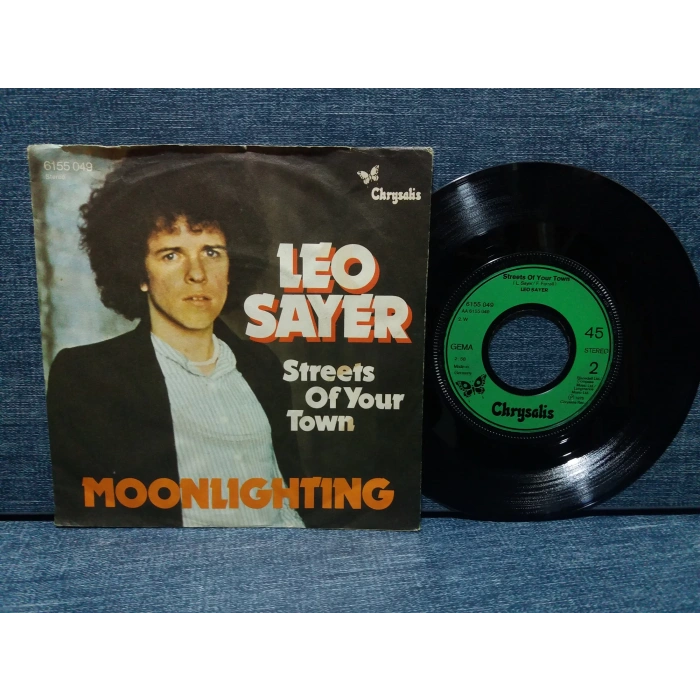 6155 049
Stereo
Chrysalis
LEO
SAYER
Streets
Of Your
Town
MOONLIGHTING
Streets Of Your Town
LEO SAYER
6155 049
45
GEMA
STEREO
2
Made in
Germany
Chrysalis